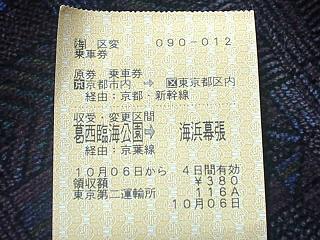 区変 090-012
乗車券
原券 乗車券
京都市内 ⇒ 区東京都区内
経由:京都・新幹線
収受・変更区間
葛西臨海公園➡ 海浜幕張
経由:京葉線
10月06日から 4日間有効
領収額 ¥380
東京第二運輸所 116A
10月06日